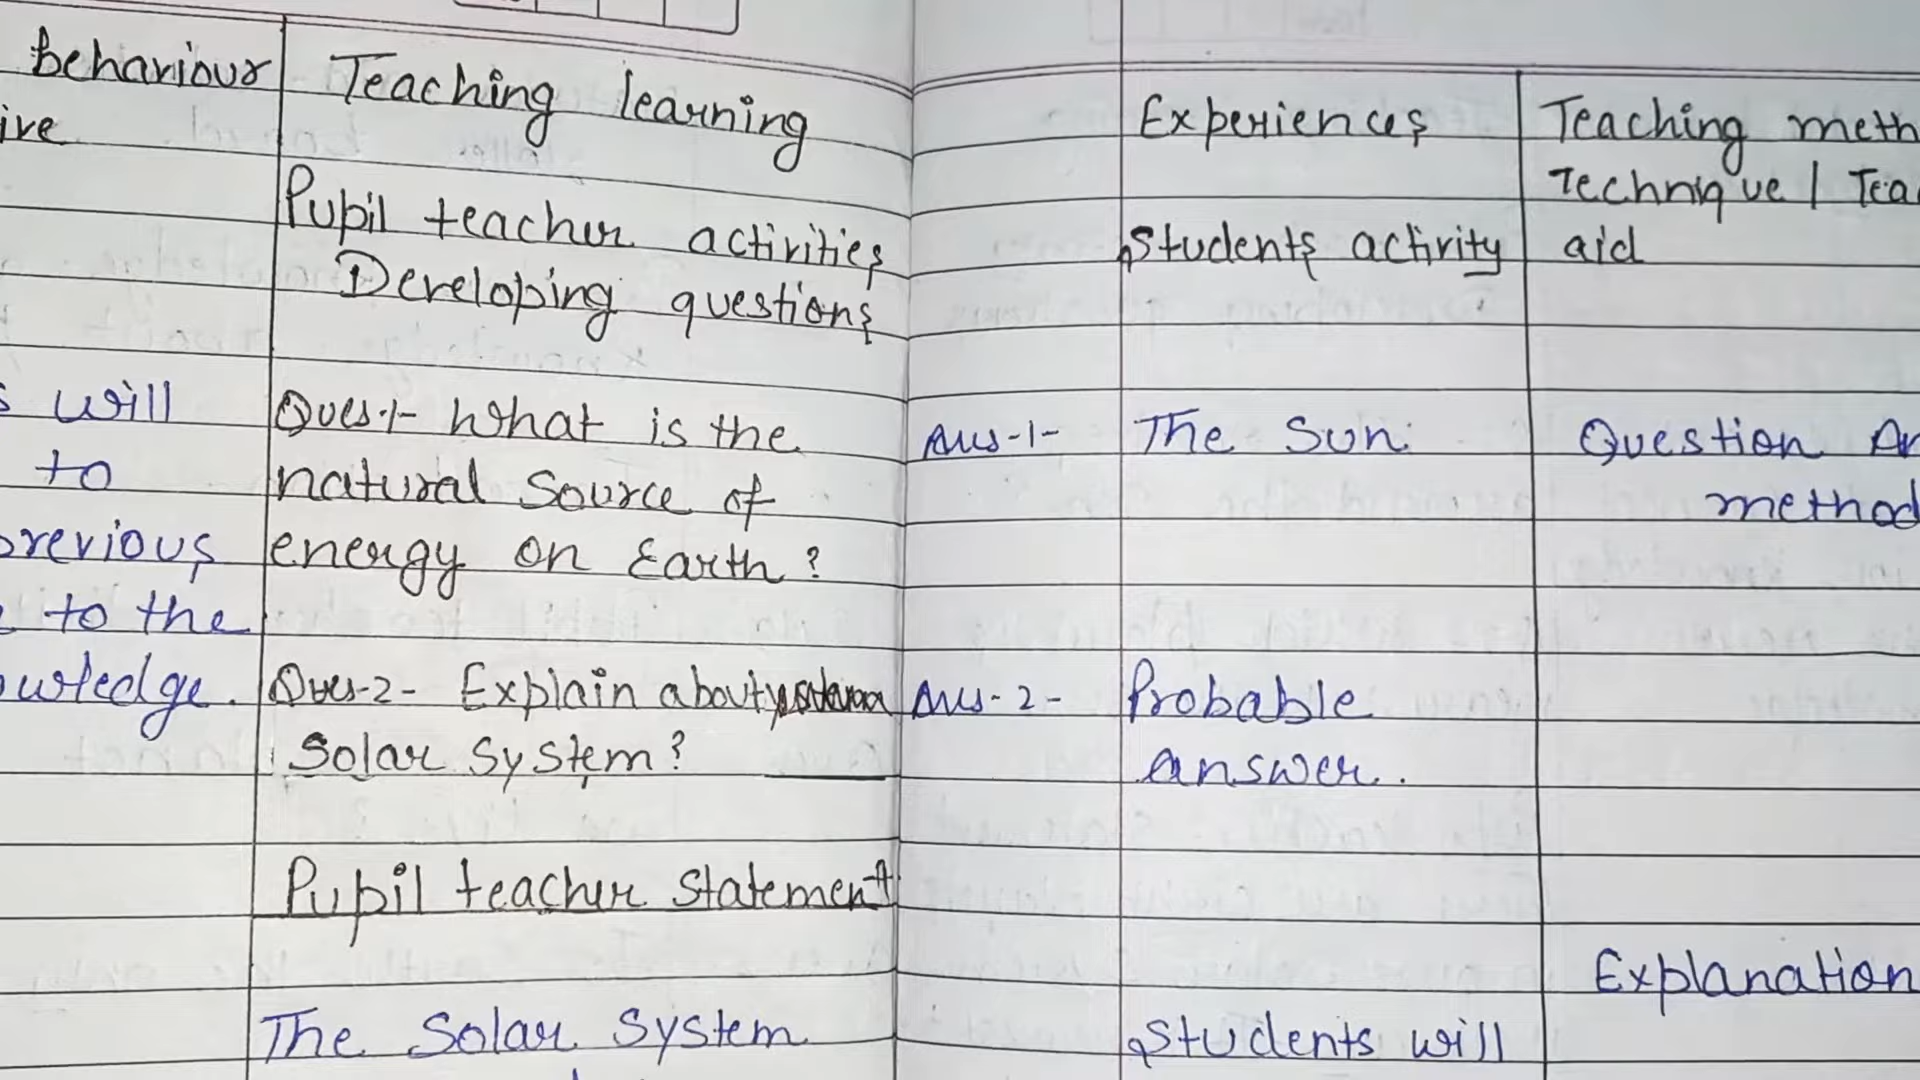 behaviour
ive
s will
to
previous
to the
owledge.
Teaching learning
Pupil teacher activities
Developing questions
Ques.1- What is the
natural Source of
energy on Earth?
Ques-2- Explain about
Solar System?
Pupil teacher statement
The Solar System
Experiences
Students activity
Ans-1- The Sun.
Ans-2- Probable
answer.
Students will
Teaching meth
Technique / Tea
aid
Question An
method
Explanation